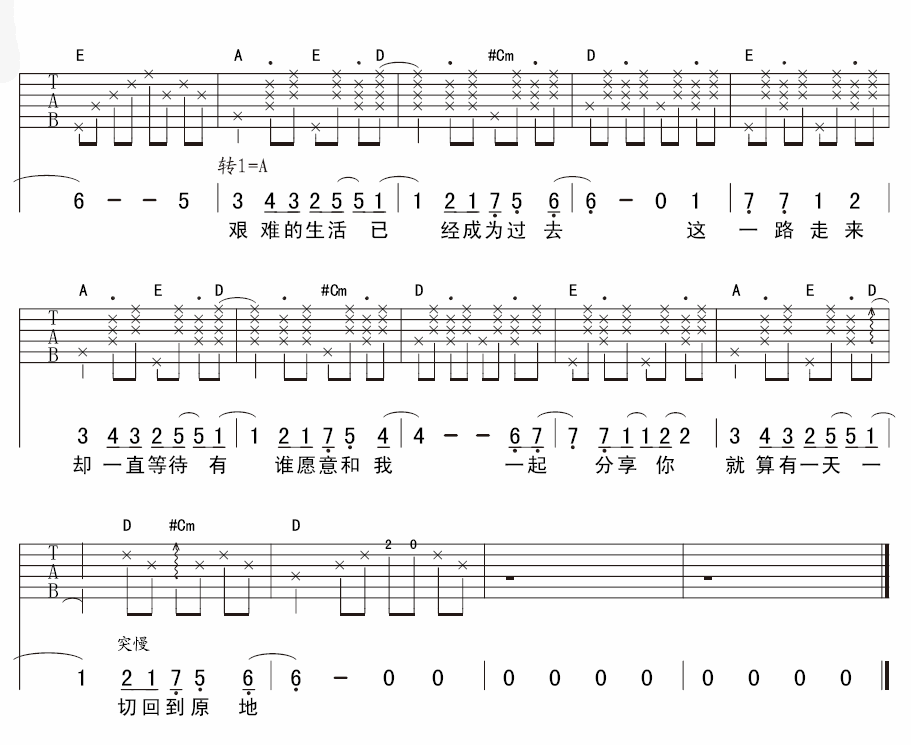 E A E D #Cm D E
T A B
转1=A
6 - - 5 3 4 3 2 5 5 1 1 2 1 7 5 6 6 - 0 1 7 7 1 2
艰 难的生活 已 经成为过 去 这 一 路 走 来
A E D #Cm D E A E D
T A B
3 4 3 2 5 5 1 1 2 1 7 5 4 4 - - 6 7 7 7 1 1 2 2 3 4 3 2 5 5 1
却 一直等待 有 谁愿意和 我 一起 分享 你 就 算有一天 一
D #Cm D
2 0
T A B
突慢
1 2 1 7 5 6 6 - 0 0 0 0 0 0 0 0 0 0
切回到原 地